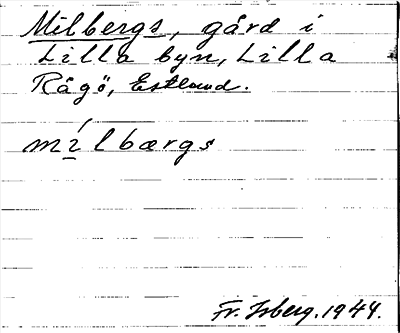 Milbergs, gård i
Lilla byn, Lilla
Rågö, Estland.
mílbærgs
Fr. Isberg. 1944.